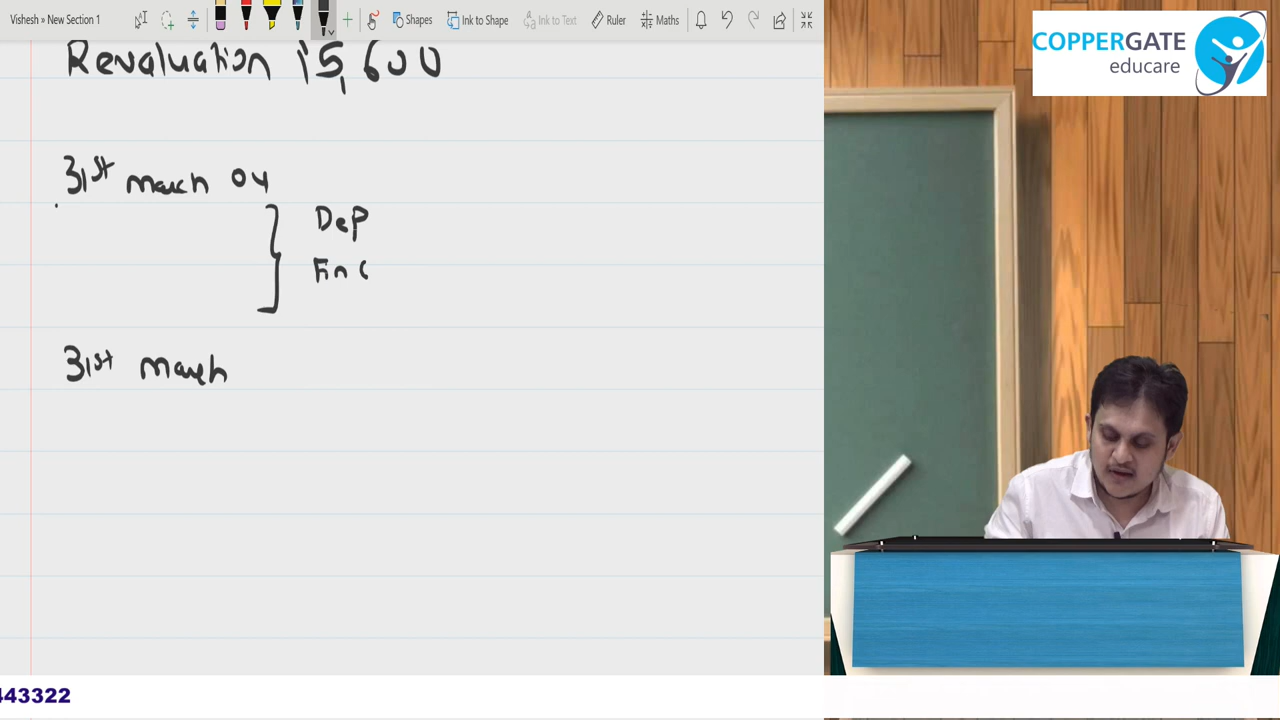 Vishesh » New Section 1
Shapes
Ink to Shape
Ink to Text
Ruler
Maths
COPPERGATE
educare
Revaluation 15,600
31st march 04
Dep
Fin C
31st March
443322